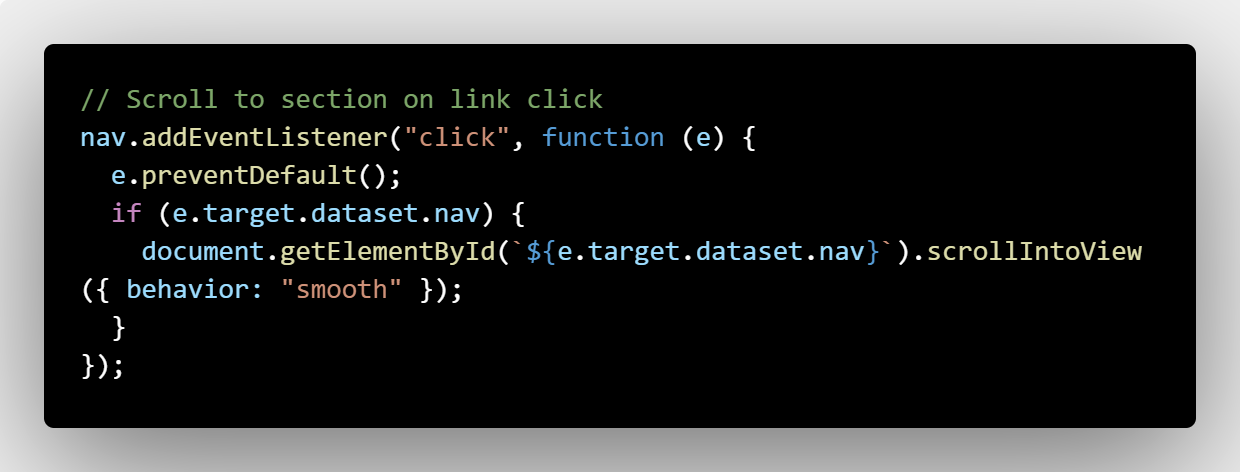 // Scroll to section on link click
nav.addEventListener("click", function (e) {
  e.preventDefault();
  if (e.target.dataset.nav) {
    document.getElementById(`${e.target.dataset.nav}`).scrollIntoView
({ behavior: "smooth" });
  }
});